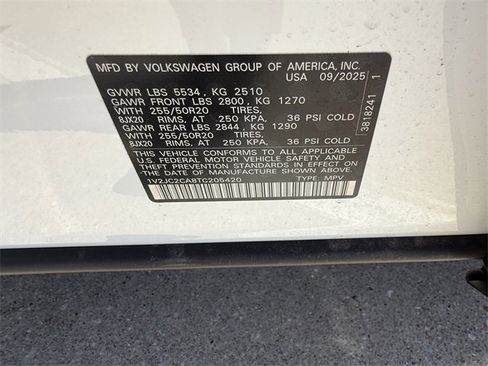 MFD BY VOLKSWAGEN GROUP OF AMERICA, INC.
USA 09/2025
GVWR LBS 5534, KG 2510
GAWR FRONT LBS 2800, KG 1270
WITH 255/50R20 TIRES,
8JX20 RIMS, AT 250 KPA, 36 PSI COLD
GAWR REAR LBS 2844, KG 1290
WITH 255/50R20 TIRES,
8JX20 RIMS, AT 250 KPA, 36 PSI COLD
THIS VEHICLE CONFORMS TO ALL APPLICABLE
U.S. FEDERAL MOTOR VEHICLE SAFETY AND
THEFT PREVENTION STANDARDS IN EFFECT ON THE
DATE OF MANUFACTURE SHOWN ABOVE.
1V2JC2CA8TC205420 TYPE: MPV
3818241 1